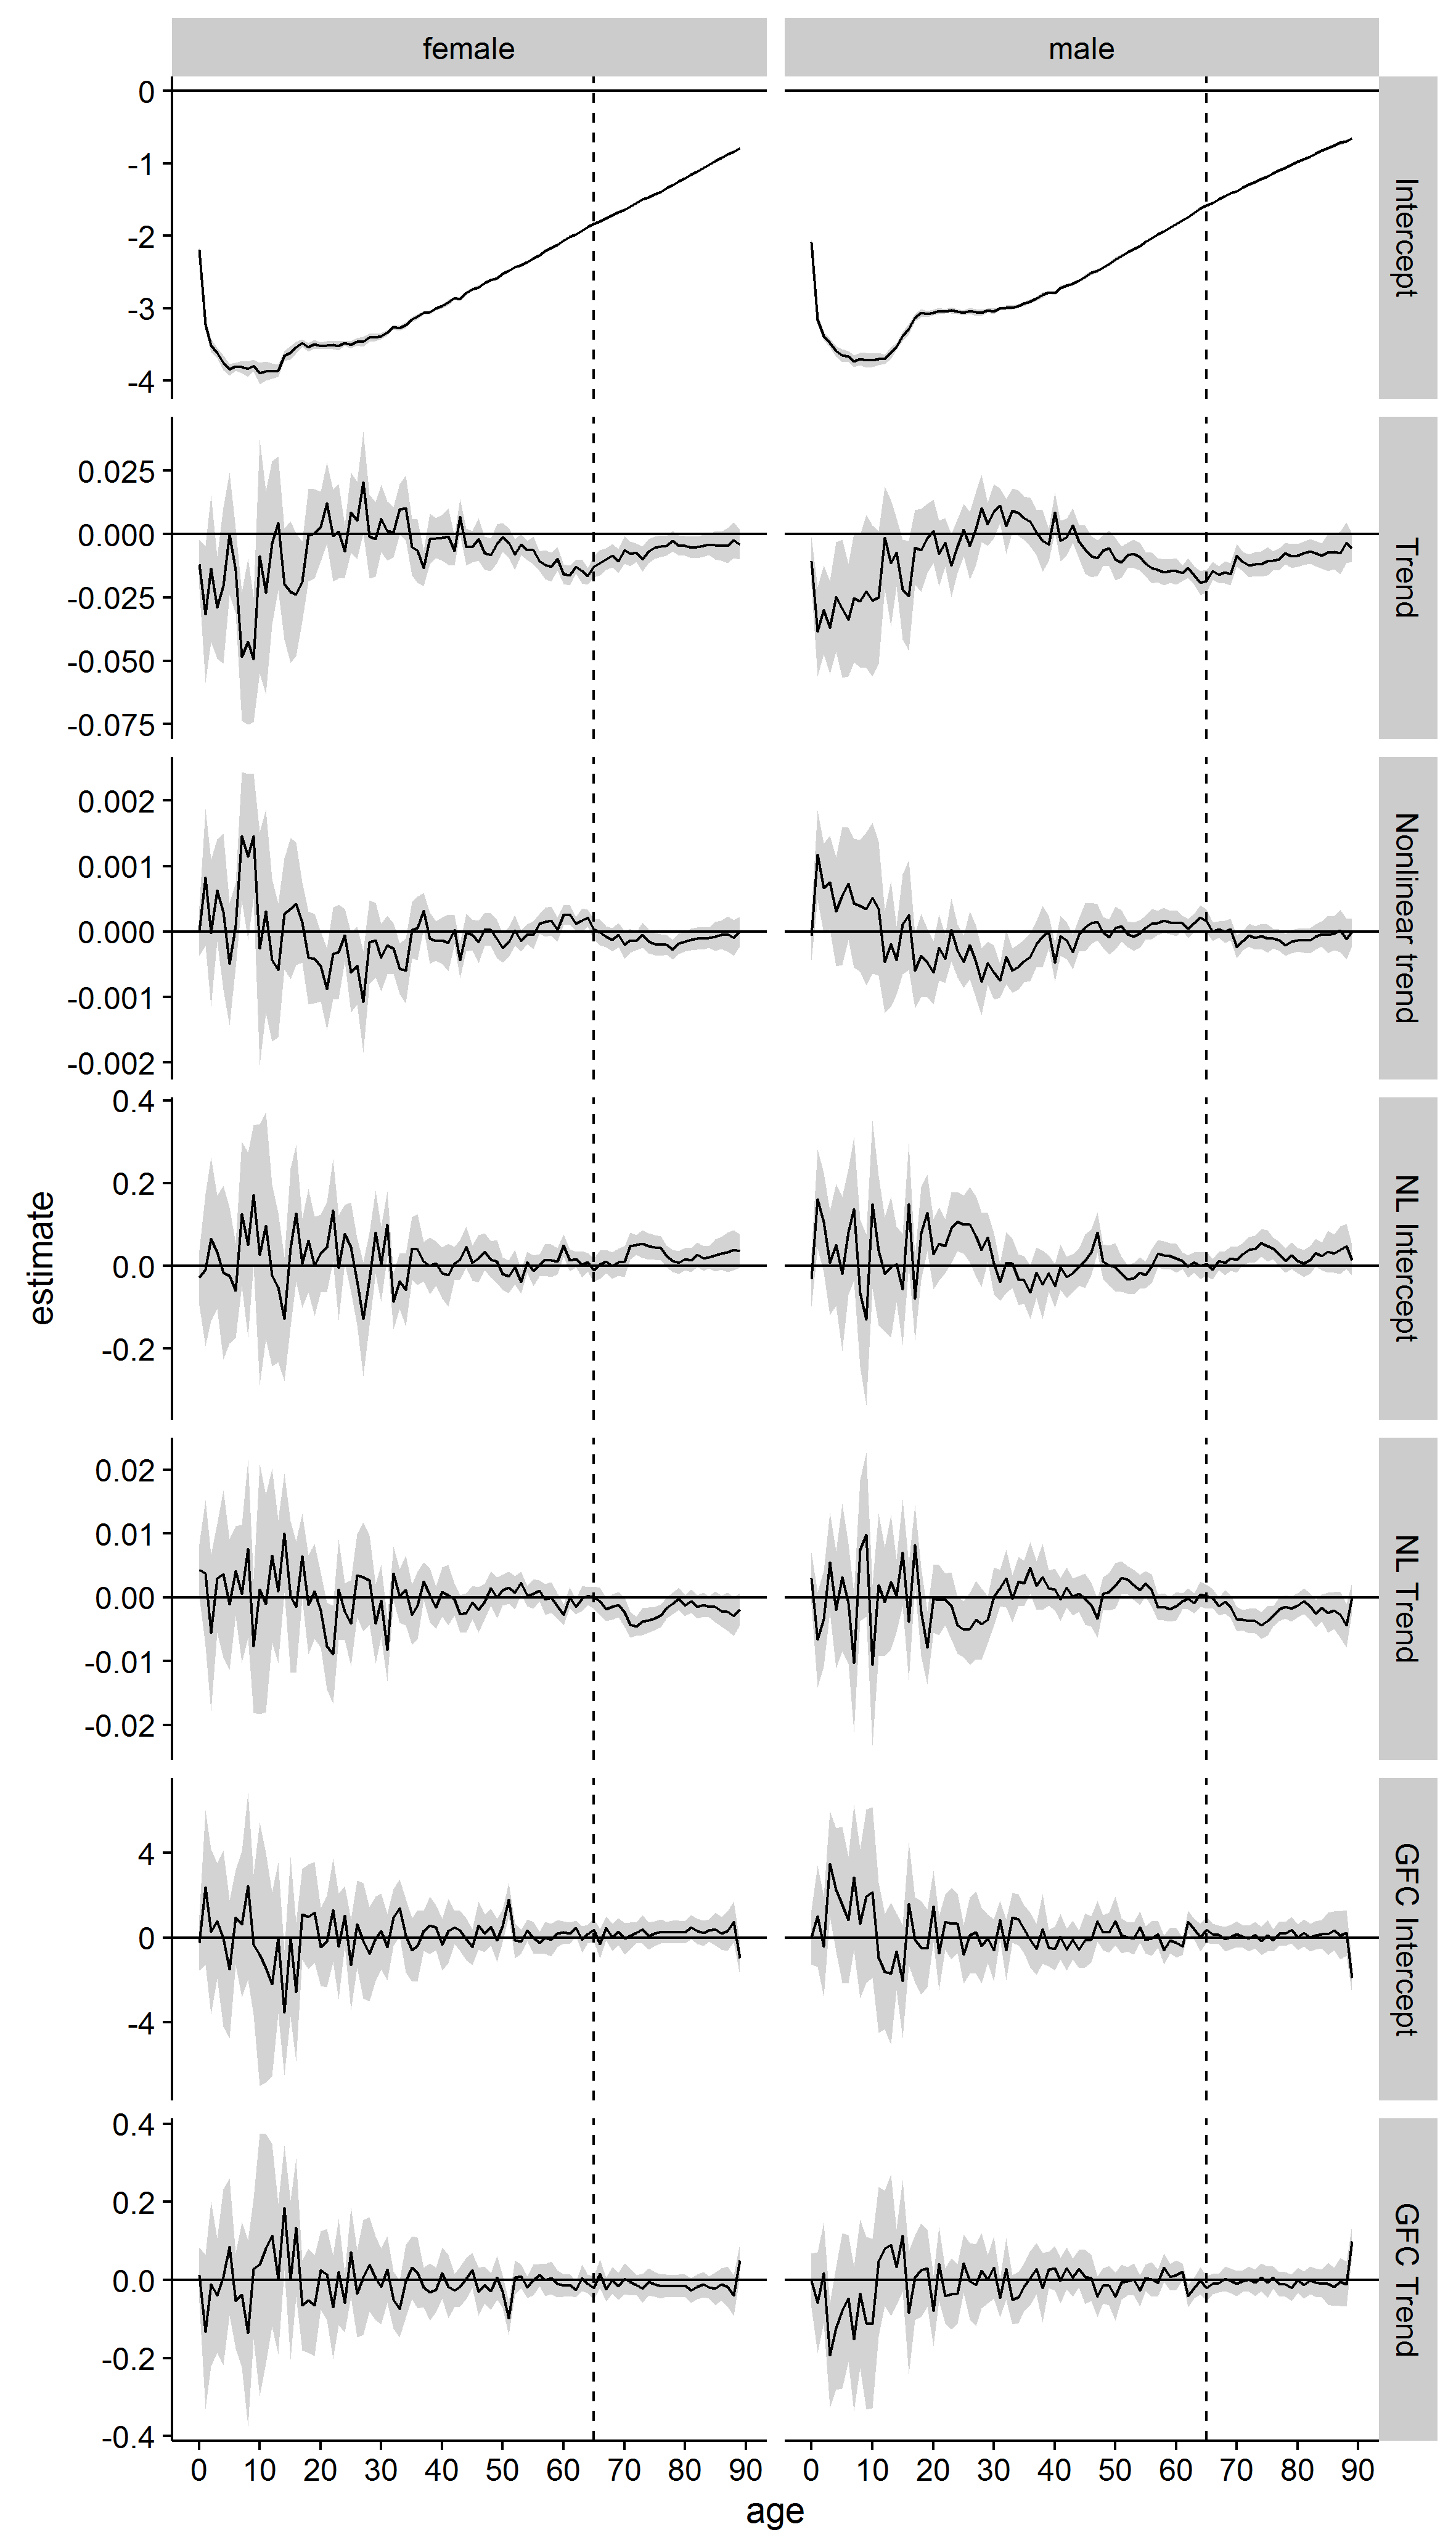 female
male
0
-1
-2
-3
-4
Intercept
0.025
0.000
-0.025
-0.050
-0.075
Trend
0.002
0.001
0.000
-0.001
-0.002
Nonlinear trend
0.4
0.2
0.0
-0.2
NL Intercept
0.02
0.01
0.00
-0.01
-0.02
NL Trend
4
0
-4
GFC Intercept
0.4
0.2
0.0
-0.2
-0.4
GFC Trend
estimate
0 10 20 30 40 50 60 70 80 90
0 10 20 30 40 50 60 70 80 90
age